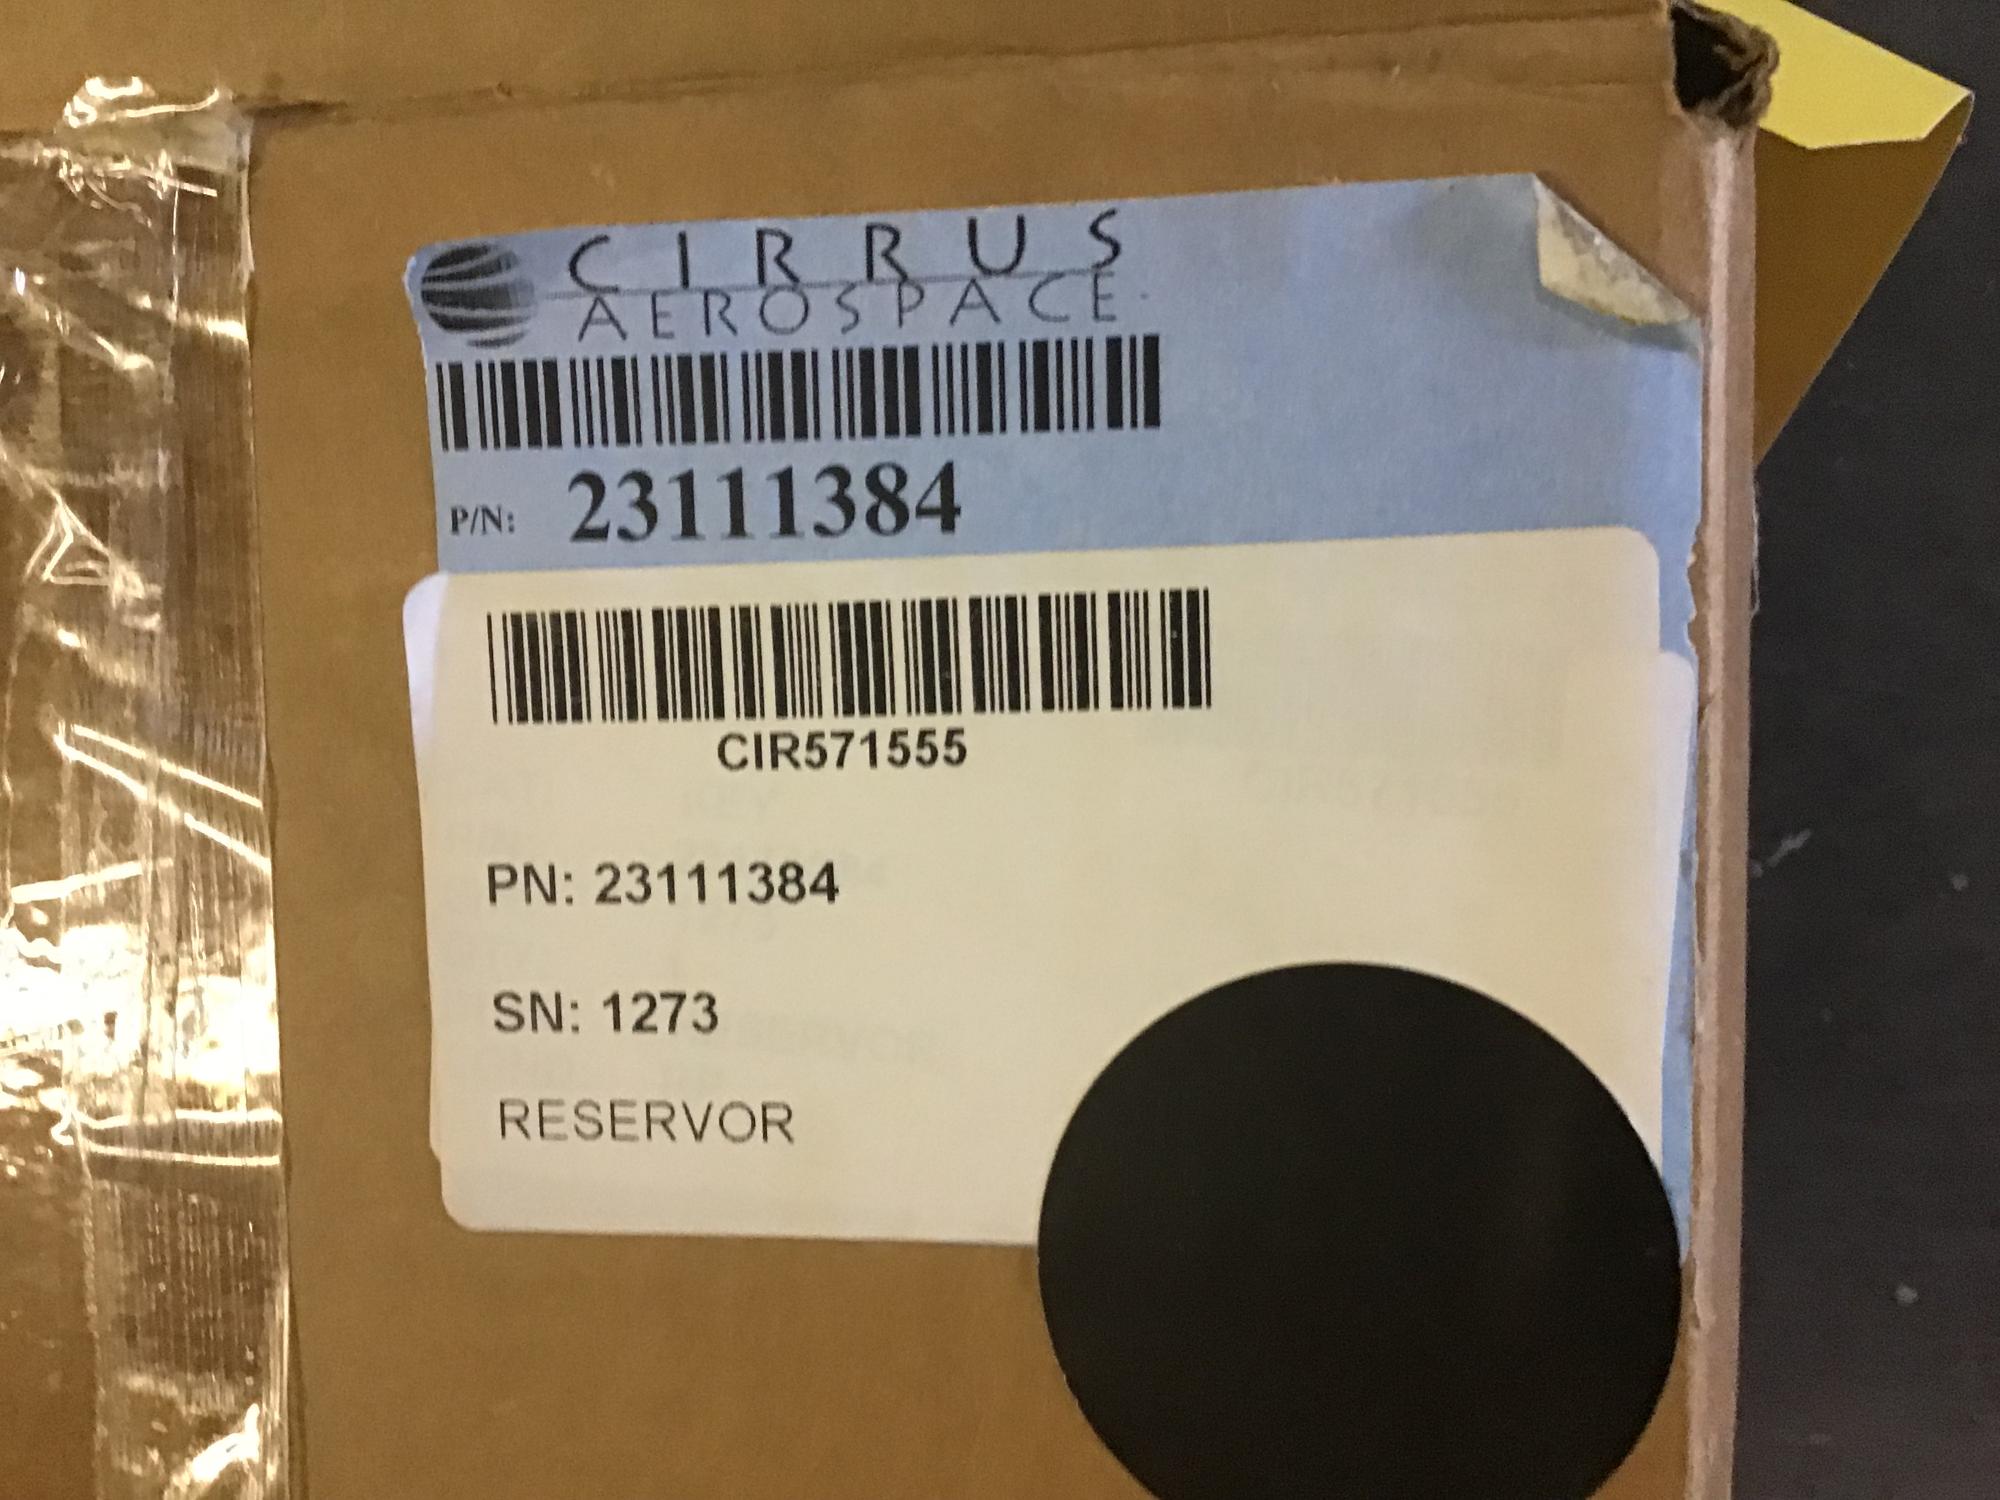 CIRRUS
AEROSPACE
P/N: 23111384
CIR571555
PN: 23111384
SN: 1273
RESERVOR